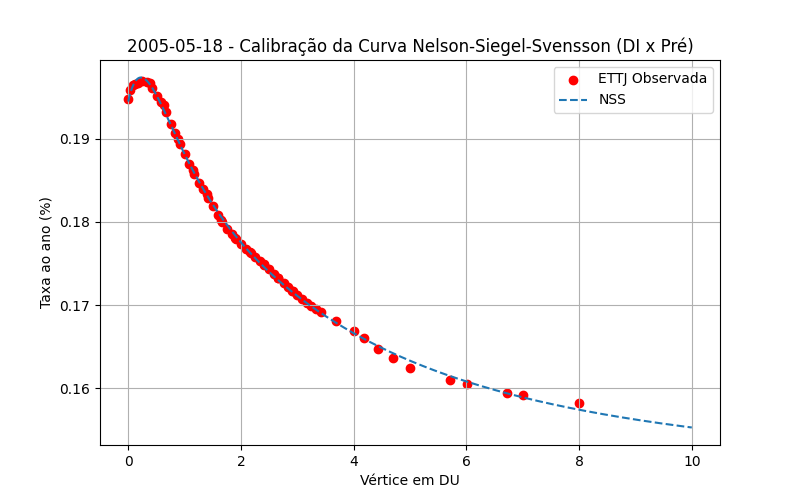 2005-05-18 - Calibração da Curva Nelson-Siegel-Svensson (DI x Pré)
ETTJ Observada
NSS
Taxa ao ano (%)
0.19
0.18
0.17
0.16
0 2 4 6 8 10
Vértice em DU